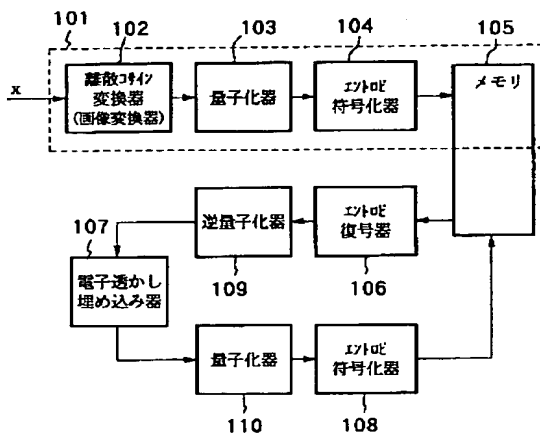 101
102
103
104
105
x
離散コサイン
変換器
(画像変換器)
量子化器
エントロピ
符号化器
メモリ
107
逆量子化器
エントロピ
復号器
電子透かし
埋め込み器
109
106
量子化器
エントロピ
符号化器
110
108